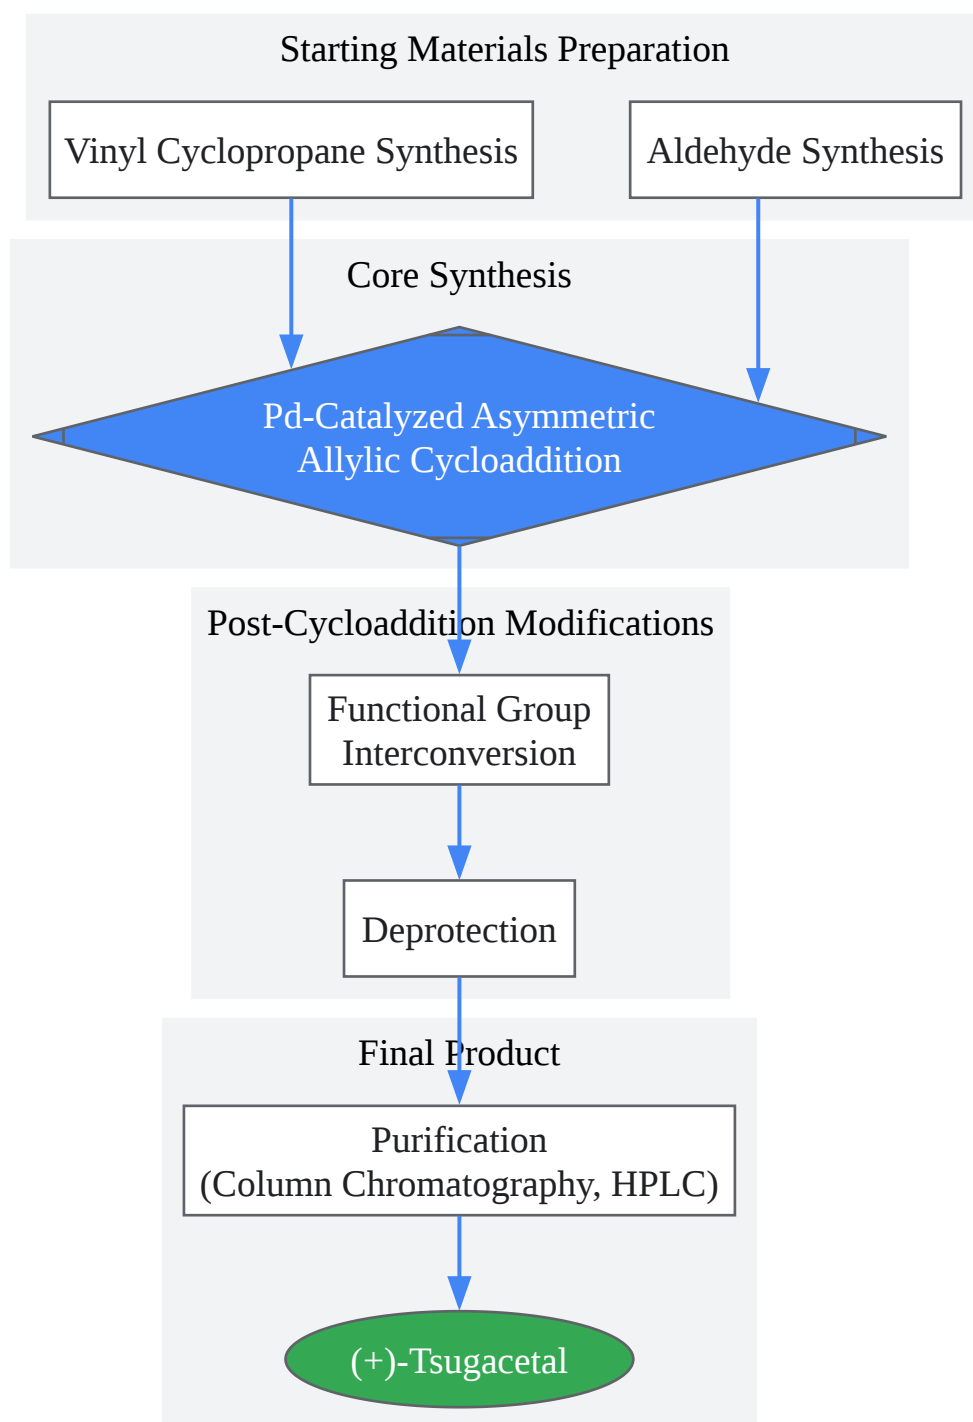 Starting Materials Preparation
Vinyl Cyclopropane Synthesis
Aldehyde Synthesis
Core Synthesis
Pd-Catalyzed Asymmetric
Allylic Cycloaddition
Post-Cycloaddition Modifications
Functional Group
Interconversion
Deprotection
Final Product
Purification
(Column Chromatography, HPLC)
(+)-Tsugacetal